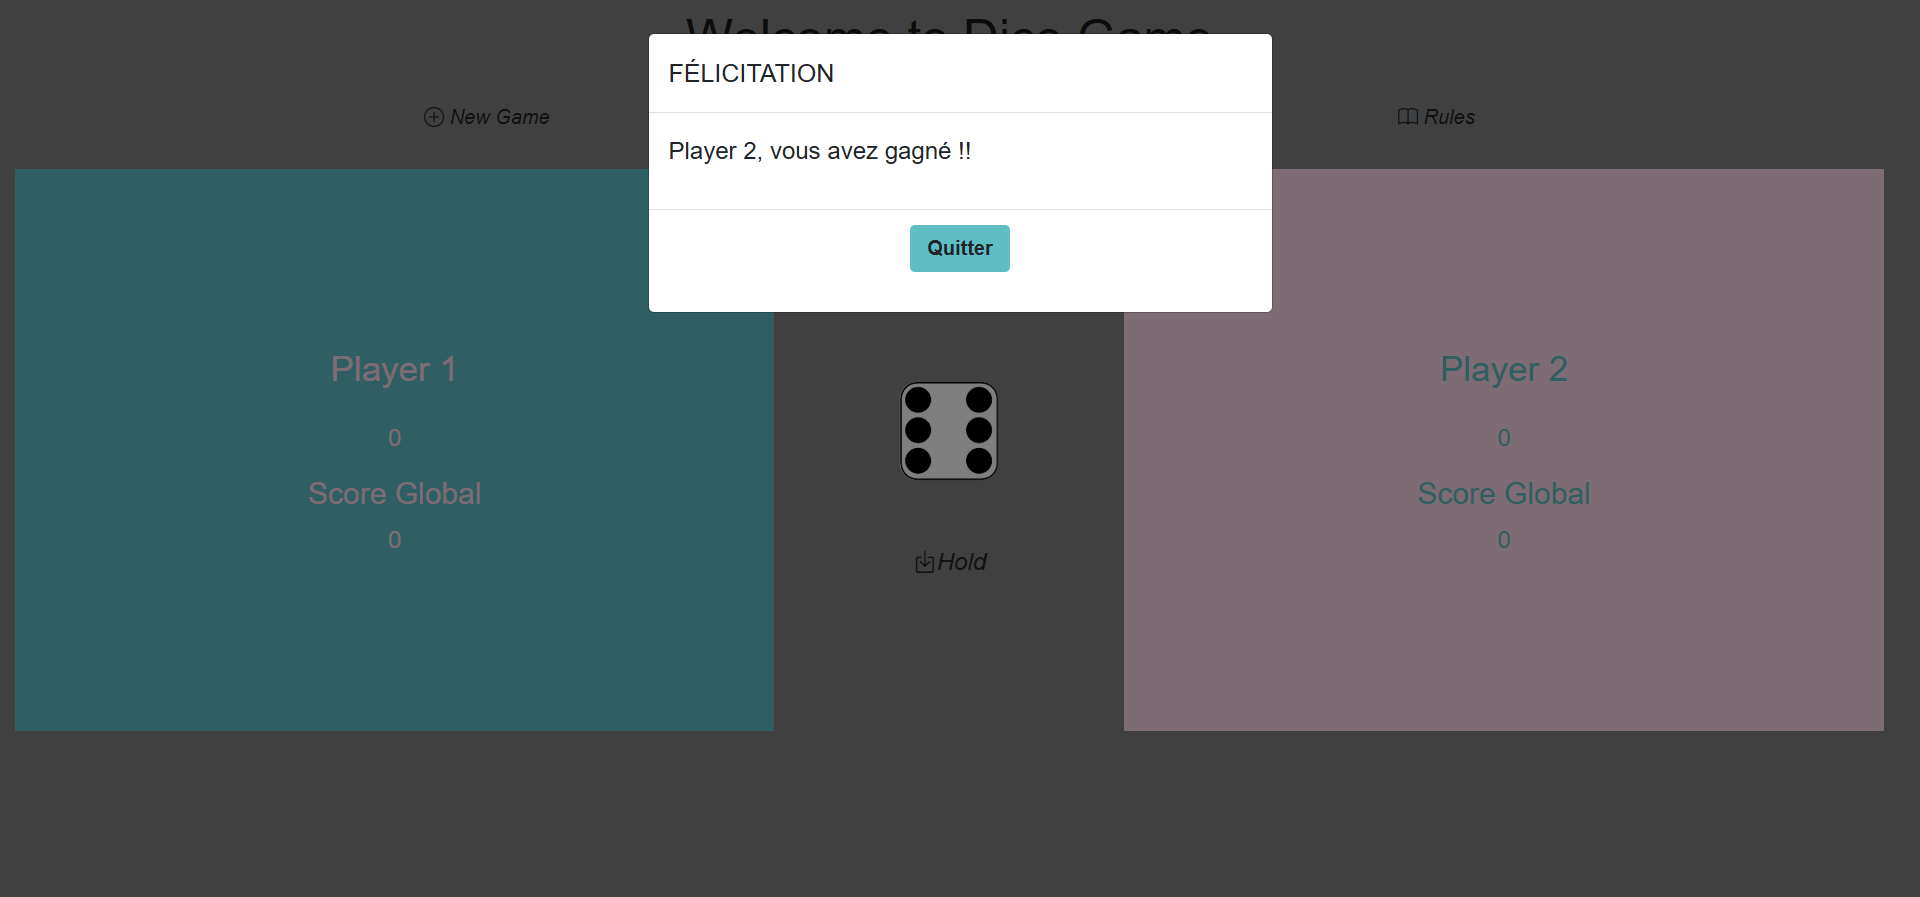 Welcome to Dice Game
FÉLICITATION
New Game
Rules
Player 2, vous avez gagné !!
Quitter
Player 1
0
Score Global
0
Hold
Player 2
0
Score Global
0